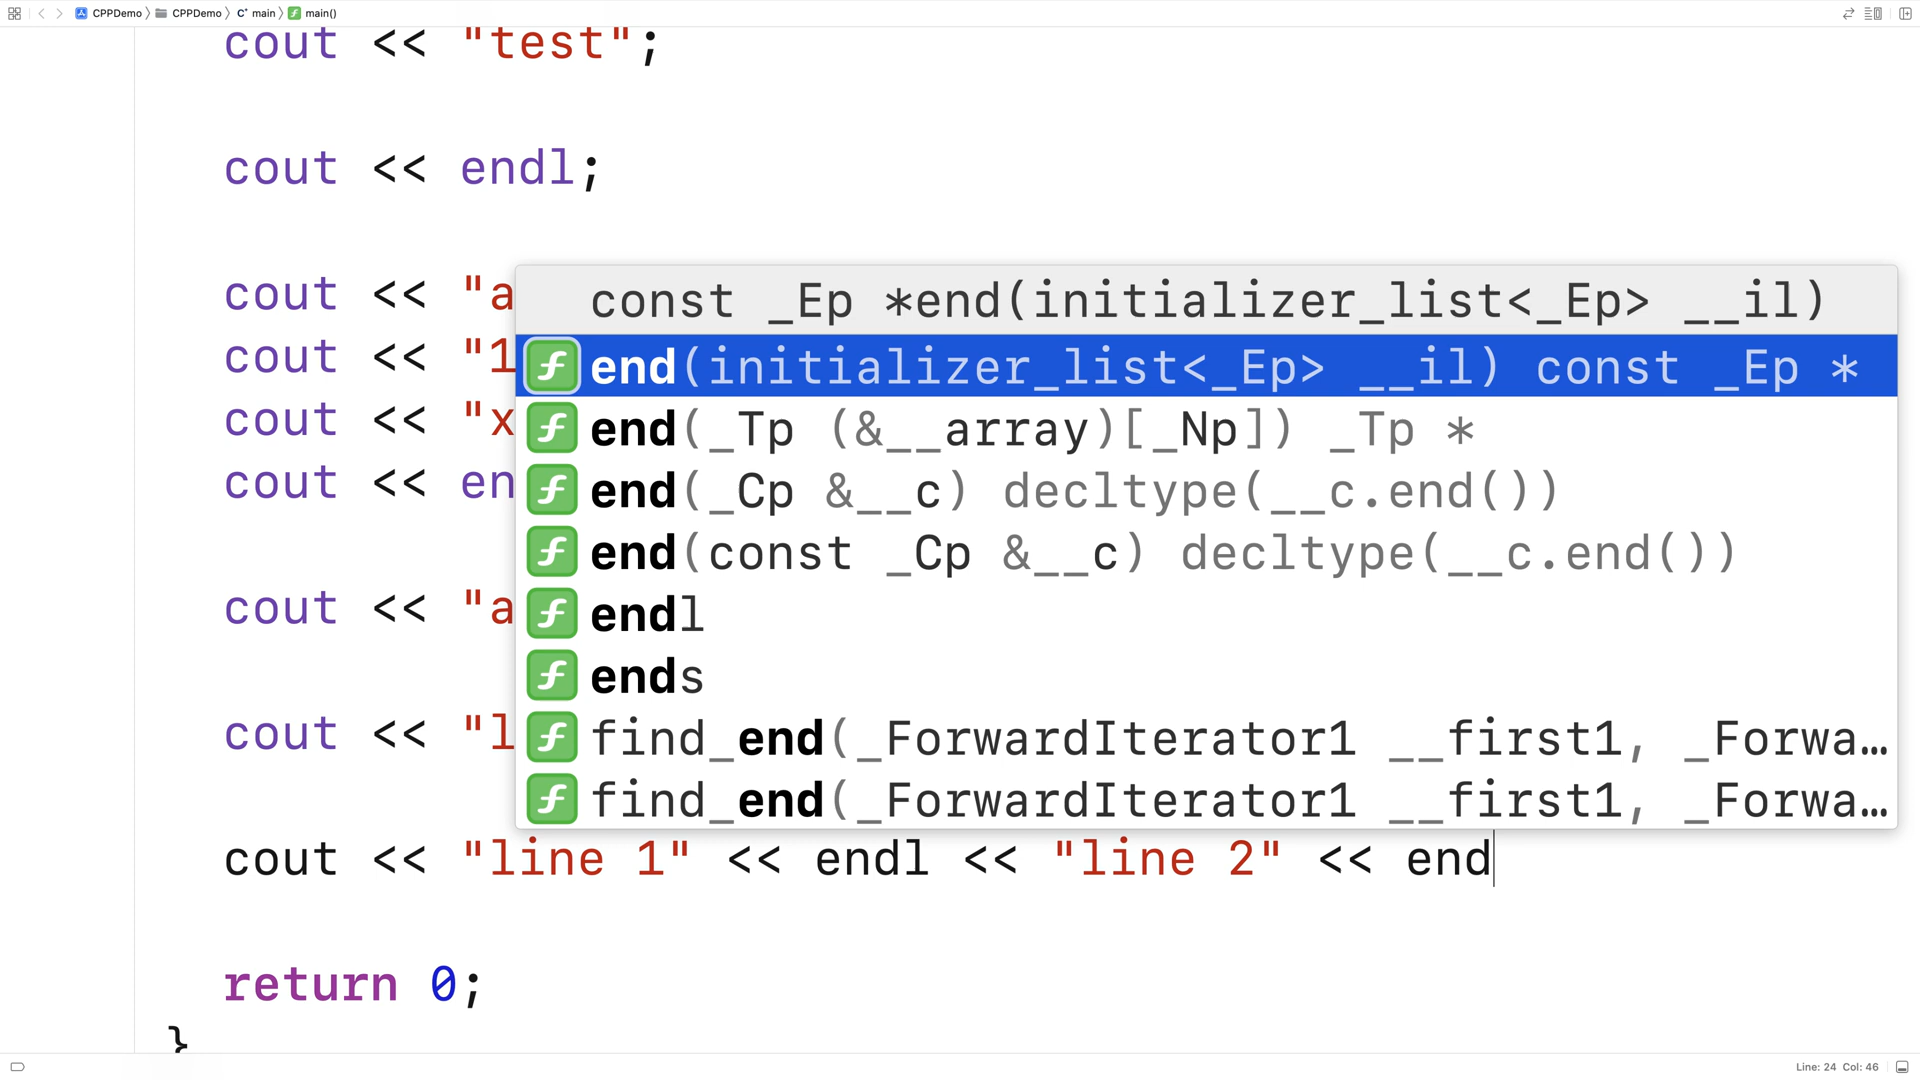 CPPDemo CPPDemo main main()
cout << "test";
cout << endl;
cout << "a
const _Ep *end(initializer_list<_Ep> __il)
cout << "1
end(initializer_list<_Ep> __il) const _Ep *
cout << "x
end(_Tp (&__array)[_Np]) _Tp *
cout << en
end(_Cp &__c) decltype(__c.end())
end(const _Cp &__c) decltype(__c.end())
cout << "a
endl
ends
cout << "l
find_end(_ForwardIterator1 __first1, _Forwa…
find_end(_ForwardIterator1 __first1, _Forwa…
cout << "line 1" << endl << "line 2" << end
return 0;
}
Line: 24 Col: 46